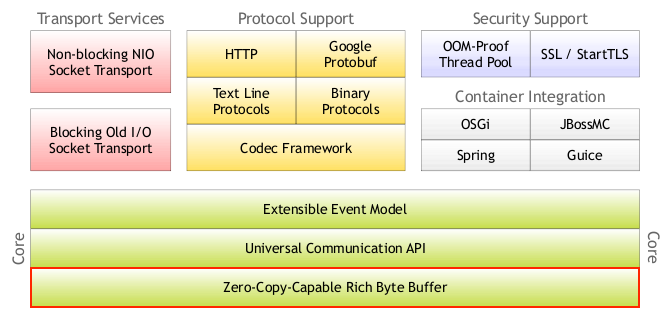 Transport Services
Non-blocking NIO
Socket Transport
Blocking Old I/O
Socket Transport
Protocol Support
HTTP
Google
Protobuf
Text Line
Protocols
Binary
Protocols
Codec Framework
Security Support
OOM-Proof
Thread Pool
SSL / StartTLS
Container Integration
OSGi
JBossMC
Spring
Guice
Core
Extensible Event Model
Universal Communication API
Zero-Copy-Capable Rich Byte Buffer
Core